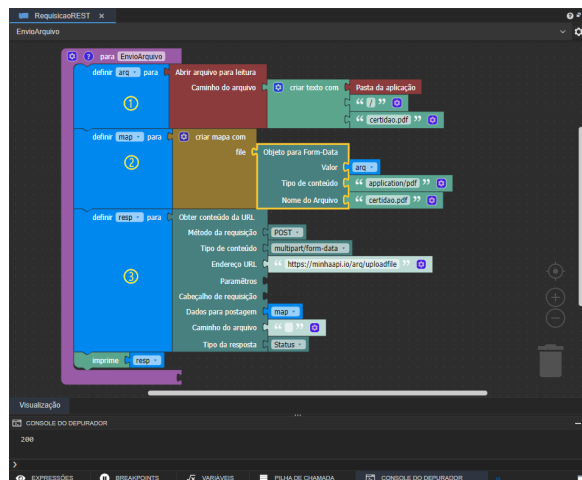 RequisicaoREST ×
EnvioArquivo
para EnvioArquivo
definir arq para Abrir arquivo para leitura
Caminho do arquivo criar texto com Pasta da aplicação
“ / ”
“ certidao.pdf ”
1
definir map para criar mapa com
file Objeto para Form-Data
Valor arq
Tipo de conteúdo “ application/pdf ”
Nome do Arquivo “ certidao.pdf ”
2
definir resp para Obter conteúdo da URL
Método da requisição POST
Tipo de conteúdo multipart/form-data
Endereço URL “ https://minhaapi.io/arq/uploadfile ”
Paramêtros
Cabeçalho de requisição
Dados para postagem map
Caminho do arquivo “ ”
Tipo da resposta Status
3
imprime resp
Visualização
CONSOLE DO DEPURADOR
200
EXPRESSÕES BREAKPOINTS VARIÁVEIS PILHA DE CHAMADA CONSOLE DO DEPURADOR